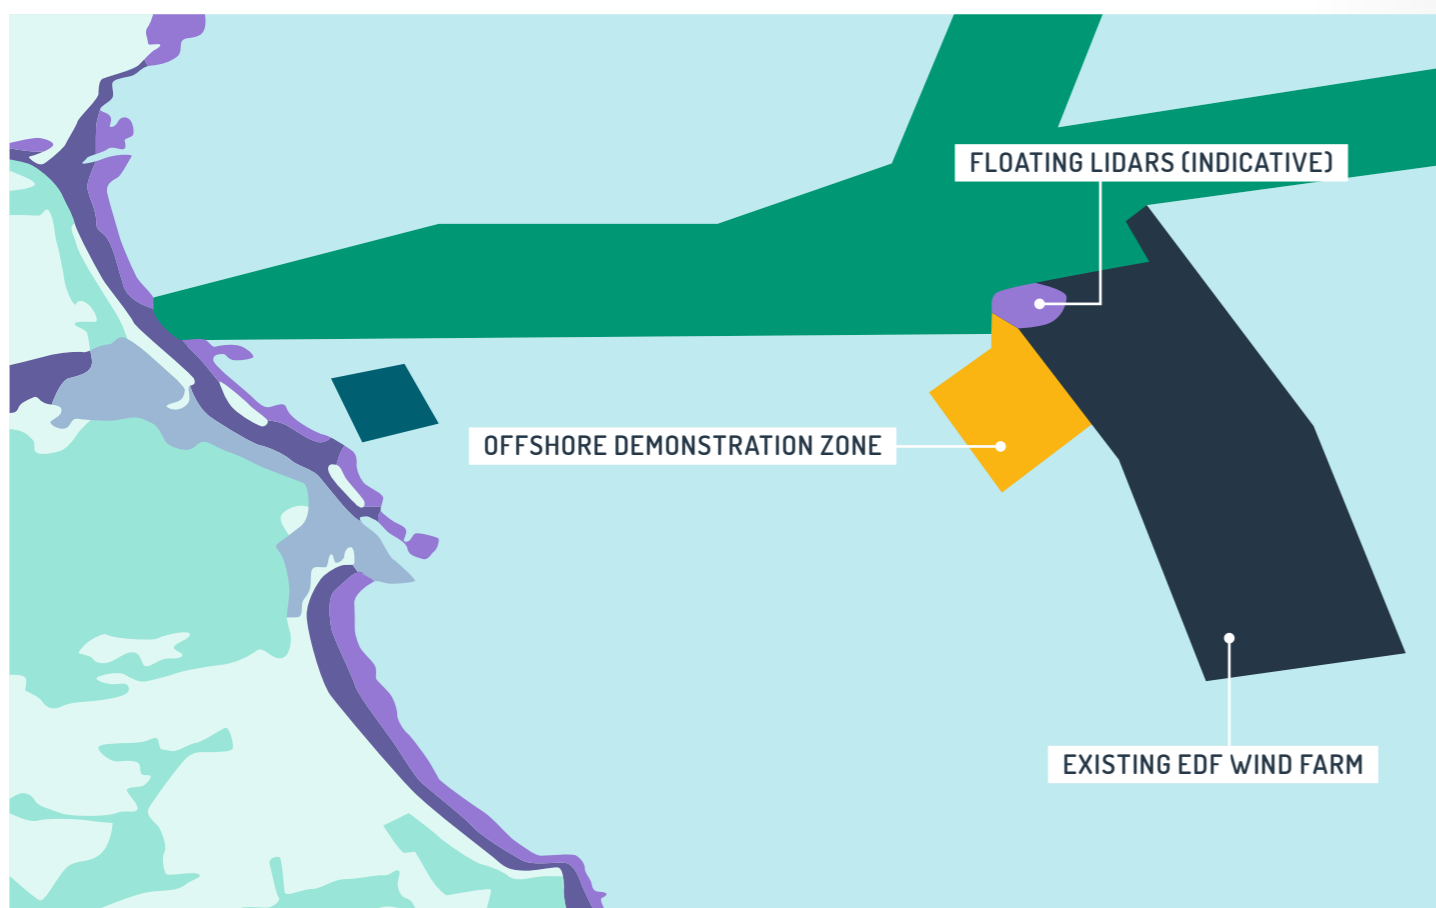 FLOATING LIDARS (INDICATIVE)
OFFSHORE DEMONSTRATION ZONE
EXISTING EDF WIND FARM